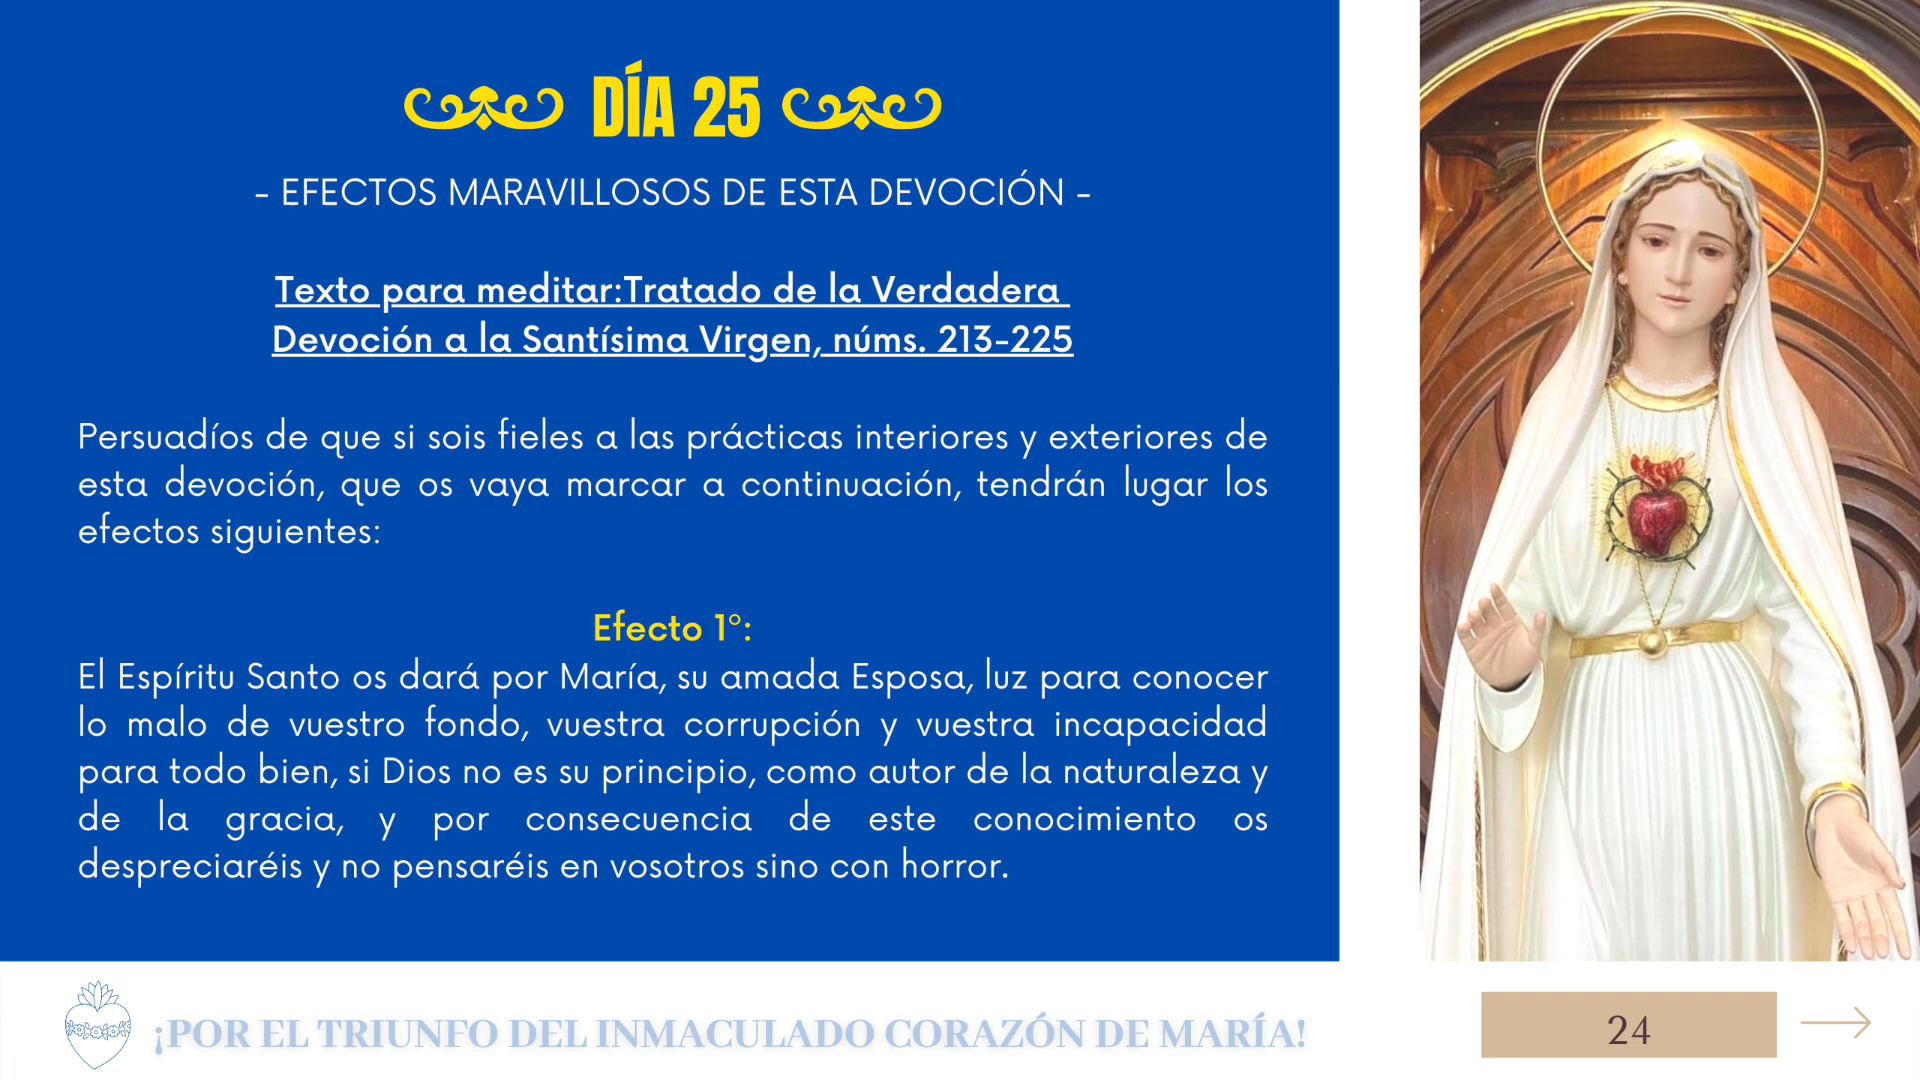 DÍA 25
- EFECTOS MARAVILLOSOS DE ESTA DEVOCIÓN -
Texto para meditar:Tratado de la Verdadera
Devoción a la Santísima Virgen, núms. 213-225
Persuadíos de que si sois fieles a las prácticas interiores y exteriores de
esta devoción, que os vaya marcar a continuación, tendrán lugar los
efectos siguientes:
Efecto 1°:
El Espíritu Santo os dará por María, su amada Esposa, luz para conocer
lo malo de vuestro fondo, vuestra corrupción y vuestra incapacidad
para todo bien, si Dios no es su principio, como autor de la naturaleza y
de la gracia, y por consecuencia de este conocimiento os
despreciaréis y no pensaréis en vosotros sino con horror.
¡POR EL TRIUNFO DEL INMACULADO CORAZÓN DE MARÍA!
24